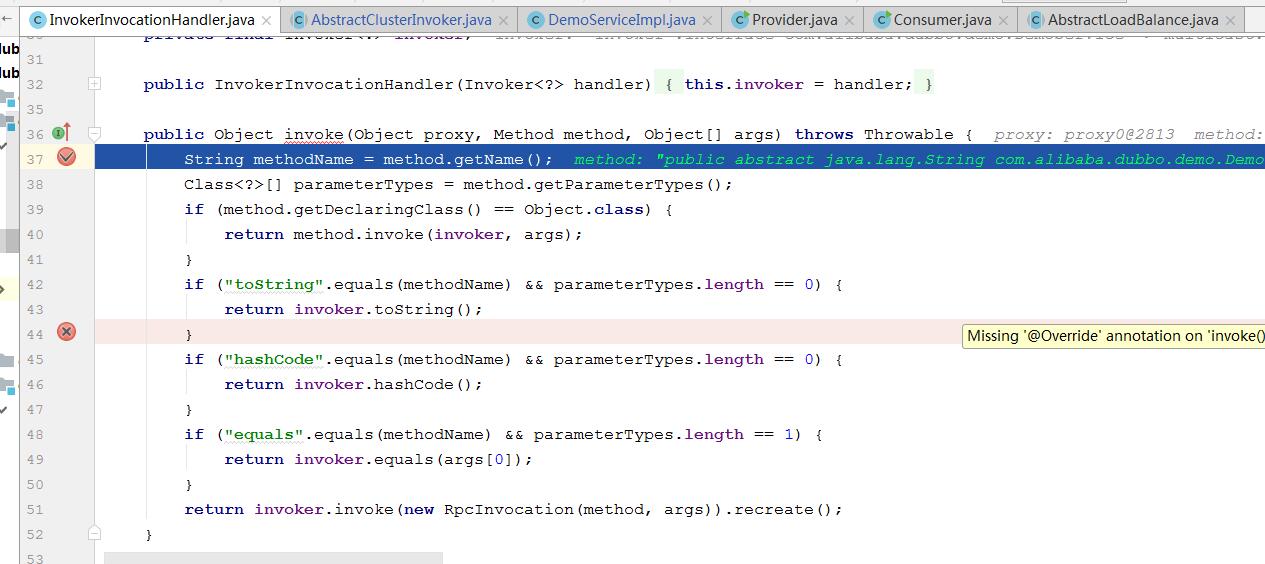 InvokerInvocationHandler.java AbstractClusterInvoker.java DemoServiceImpl.java Provider.java Consumer.java AbstractLoadBalance.java
31
32 public InvokerInvocationHandler(Invoker<?> handler) { this.invoker = handler; }
35
36 public Object invoke(Object proxy, Method method, Object[] args) throws Throwable { proxy: proxy0@2813 method:
37 String methodName = method.getName(); method: "public abstract java.lang.String com.alibaba.dubbo.demo.Demo
38 Class<?>[] parameterTypes = method.getParameterTypes();
39 if (method.getDeclaringClass() == Object.class) {
40 return method.invoke(invoker, args);
41 }
42 if ("toString".equals(methodName) && parameterTypes.length == 0) {
43 return invoker.toString();
44 }
Missing '@Override' annotation on 'invoke()
45 if ("hashCode".equals(methodName) && parameterTypes.length == 0) {
46 return invoker.hashCode();
47 }
48 if ("equals".equals(methodName) && parameterTypes.length == 1) {
49 return invoker.equals(args[0]);
50 }
51 return invoker.invoke(new RpcInvocation(method, args)).recreate();
52 }
53